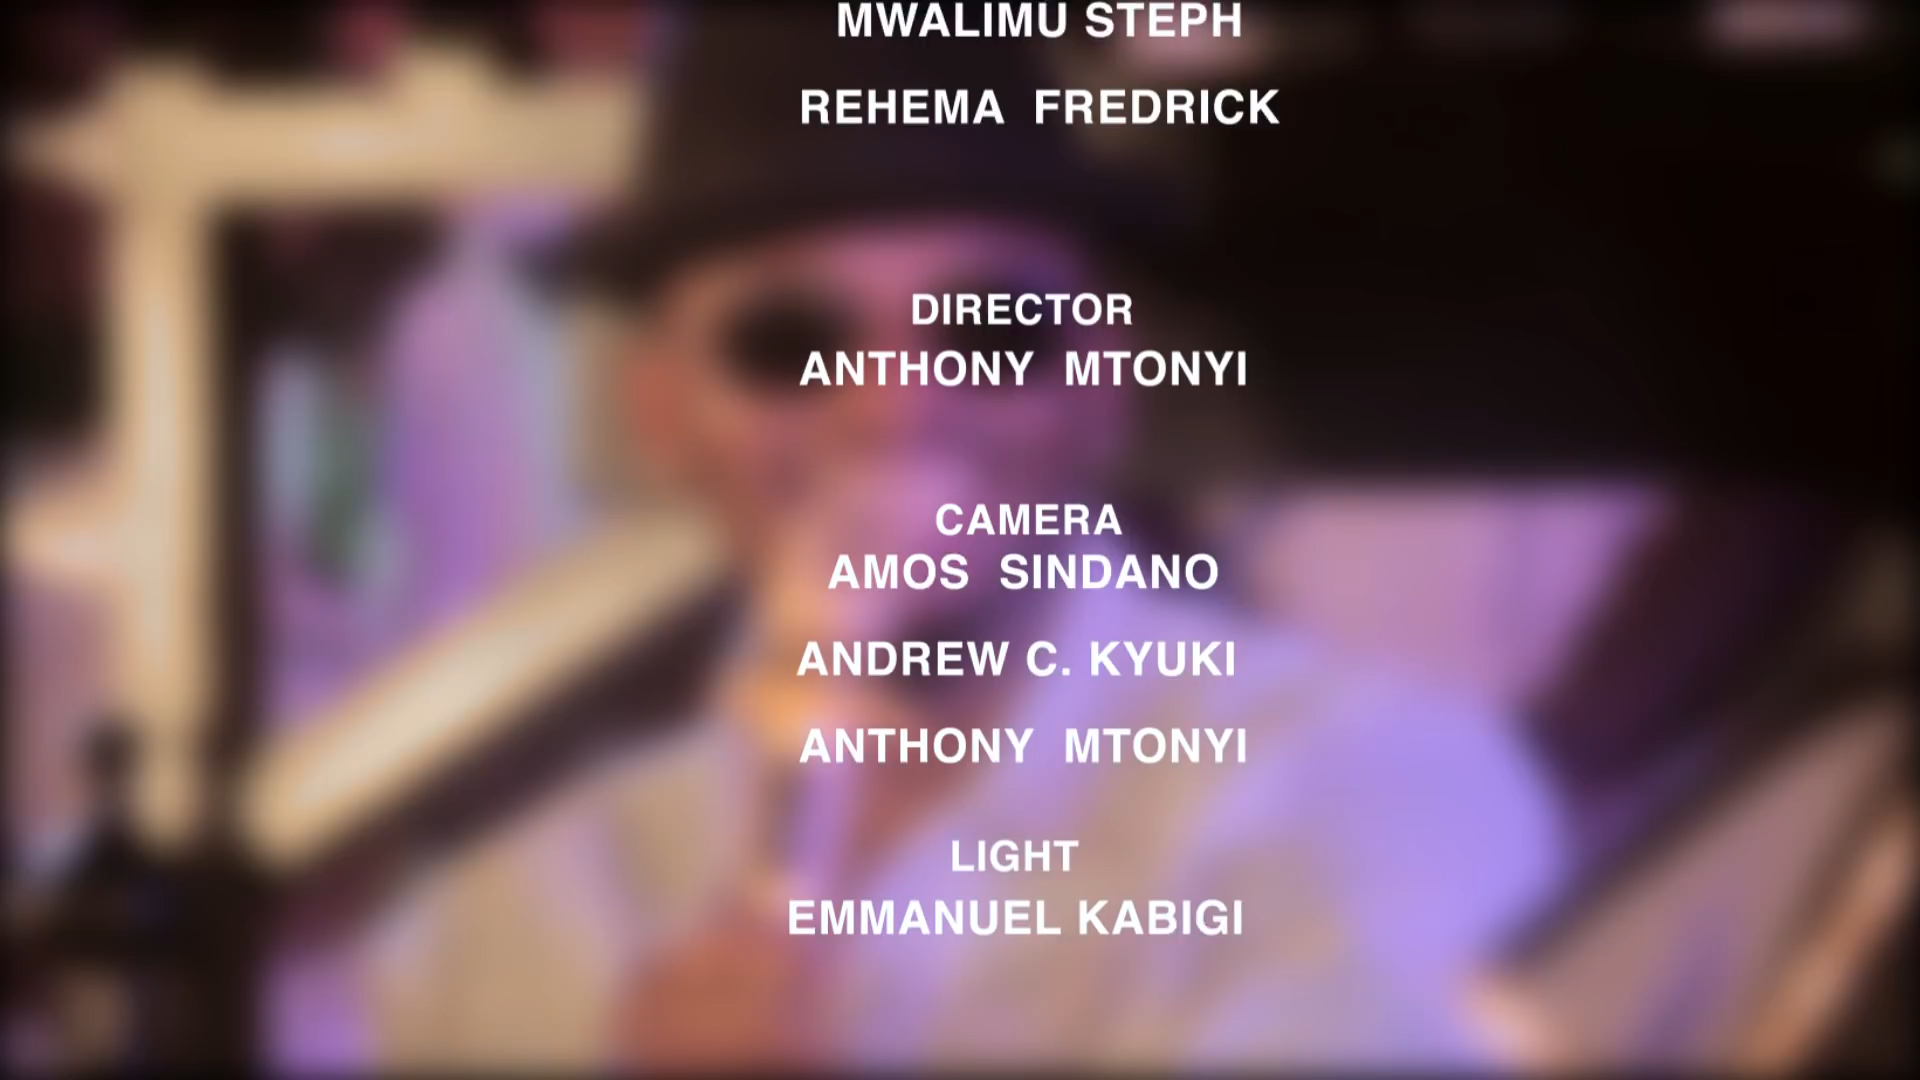 MWALIMU STEPH
REHEMA FREDRICK
DIRECTOR
ANTHONY MTONYI
CAMERA
AMOS SINDANO
ANDREW C. KYUKI
ANTHONY MTONYI
LIGHT
EMMANUEL KABIGI